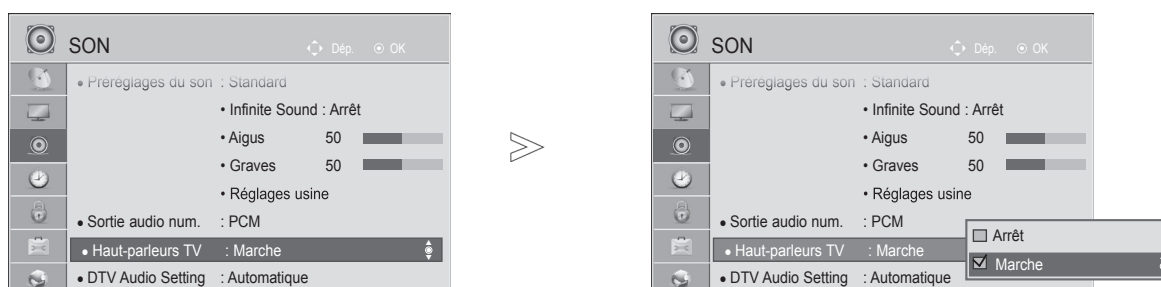 SON Dép. OK
• Préréglages du son : Standard
• Infinite Sound : Arrêt
• Aigus 50
• Graves 50
• Réglages usine
• Sortie audio num. : PCM
• Haut-parleurs TV : Marche
• DTV Audio Setting : Automatique
SON Dép. OK
• Préréglages du son : Standard
• Infinite Sound : Arrêt
• Aigus 50
• Graves 50
• Réglages usine
• Sortie audio num. : PCM
• Haut-parleurs TV : Marche
• DTV Audio Setting : Automatique
Arrêt
Marche